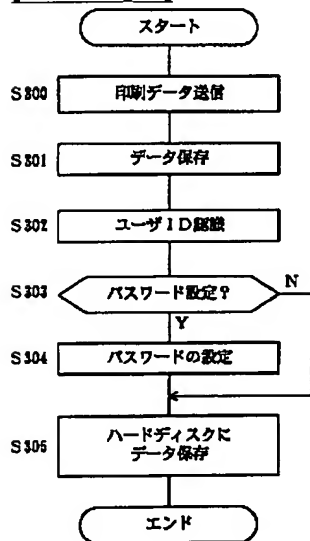 スタート
S300 印刷データ送信
S301 データ保存
S302 ユーザID認識
S303 パスワード設定?
N
Y
S304 パスワードの設定
S305 ハードディスクに
データ保存
エンド